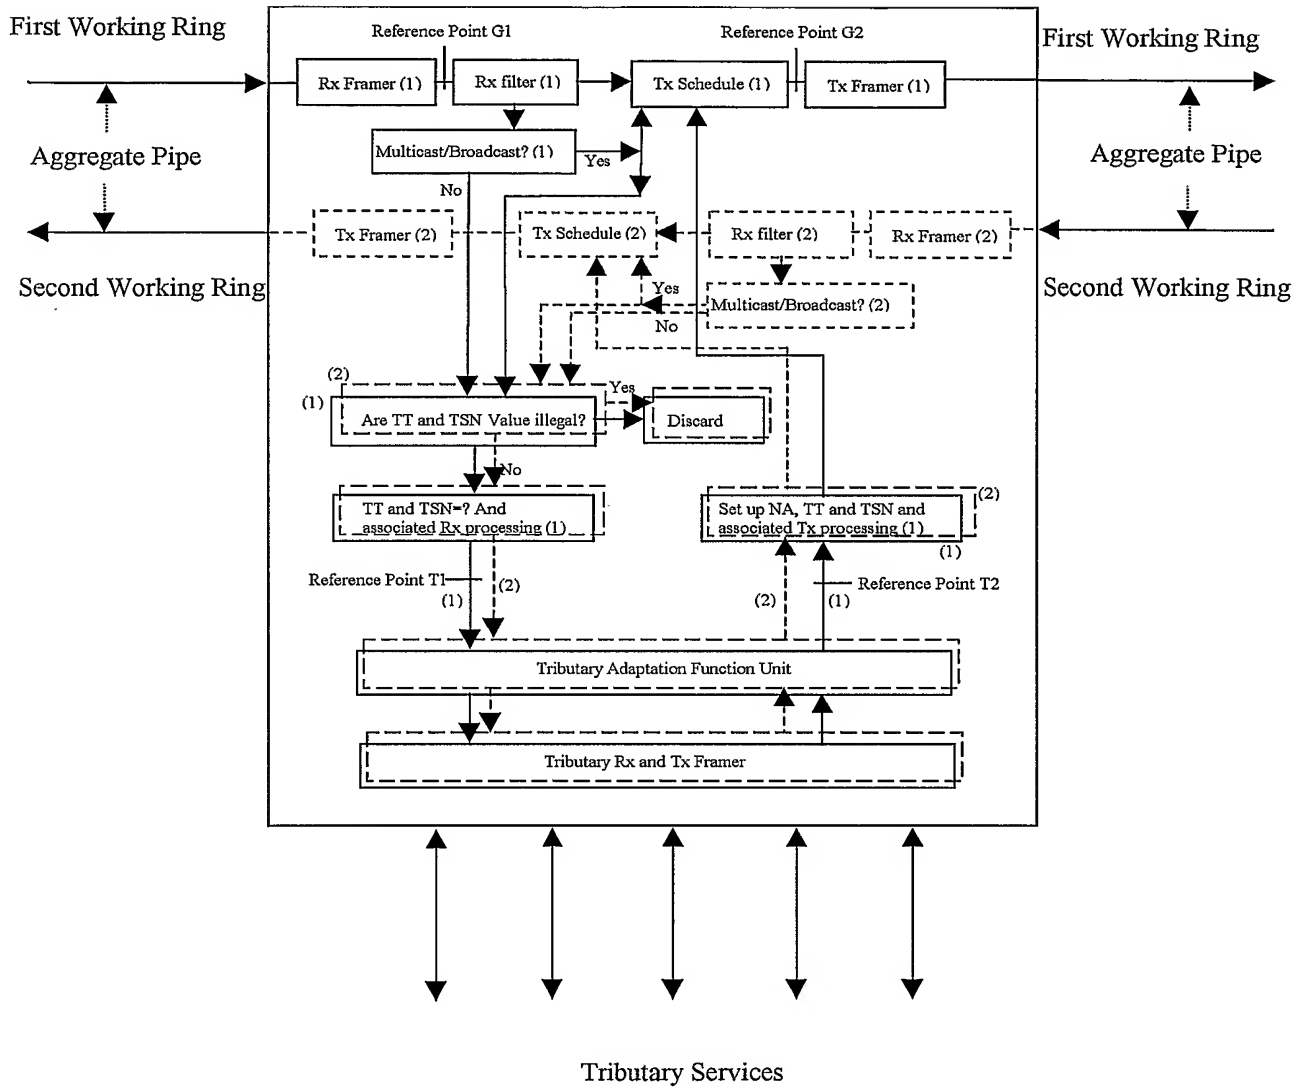 First Working Ring
Reference Point G1
Reference Point G2
First Working Ring
Rx Framer (1)
Rx filter (1)
Tx Schedule (1)
Tx Framer (1)
Aggregate Pipe
Multicast/Broadcast? (1)
Yes
Aggregate Pipe
No
Tx Framer (2)
Tx Schedule (2)
Rx filter (2)
Rx Framer (2)
Second Working Ring
Yes
Multicast/Broadcast? (2)
Second Working Ring
No
(2)
Yes
(1)
Are TT and TSN Value illegal?
Discard
No
TT and TSN=? And
associated Rx processing (1)
Set up NA, TT and TSN and
associated Tx processing (1)
(2)
(1)
Reference Point T1
(2)
(1)
(2)
(1)
Reference Point T2
Tributary Adaptation Function Unit
Tributary Rx and Tx Framer
Tributary Services